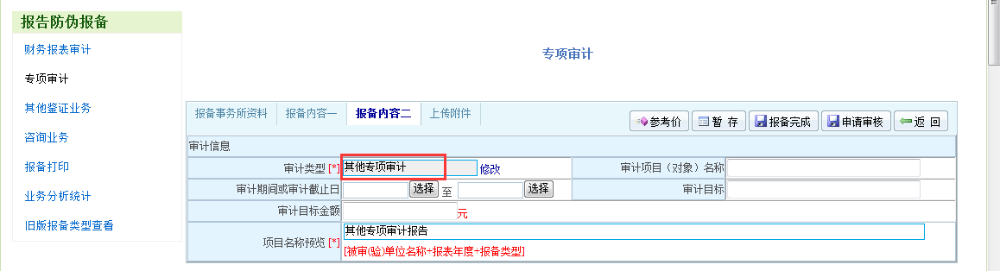 报告防伪报备
财务报表审计
专项审计
其他鉴证业务
咨询业务
报备打印
业务分析统计
旧版报备类型查看
专项审计
报备事务所资料 报备内容一 报备内容二 上传附件
参考价 暂 存 报备完成 申请审核 返 回
审计信息
审计类型 [*] 其他专项审计 修改 审计项目（对象）名称
审计期间或审计截止日 选择 至 选择 审计目标
审计目标金额 元
项目名称预览 [*] 其他专项审计报告
[被审(验)单位名称+报表年度+报备类型]